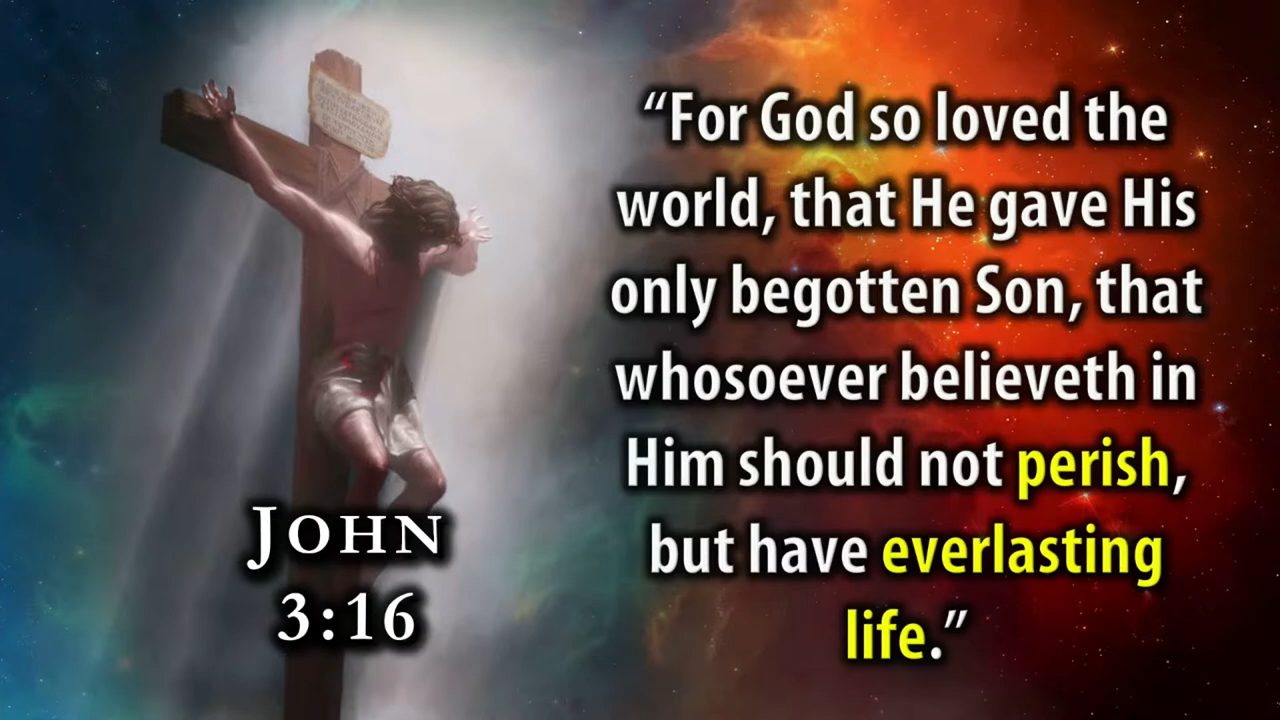 “For God so loved the
world, that He gave His
only begotten Son, that
whosoever believeth in
Him should not perish,
but have everlasting
life.”
JOHN
3:16